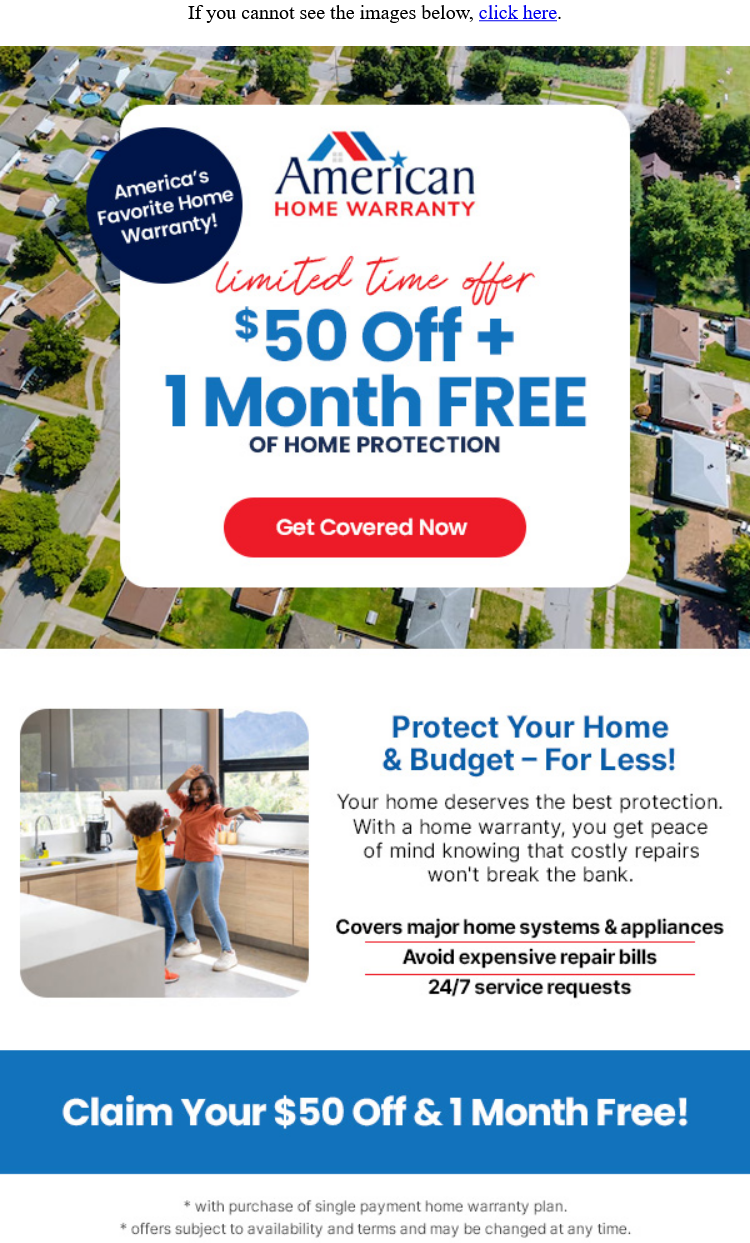 If you cannot see the images below, click here.
America's
Favorite Home
Warranty!
American
HOME WARRANTY
limited time offer
$50 Off +
1 Month FREE
OF HOME PROTECTION
Get Covered Now
Protect Your Home
& Budget – For Less!
Your home deserves the best protection.
With a home warranty, you get peace
of mind knowing that costly repairs
won't break the bank.
Covers major home systems & appliances
Avoid expensive repair bills
24/7 service requests
Claim Your $50 Off & 1 Month Free!
* with purchase of single payment home warranty plan.
* offers subject to availability and terms and may be changed at any time.